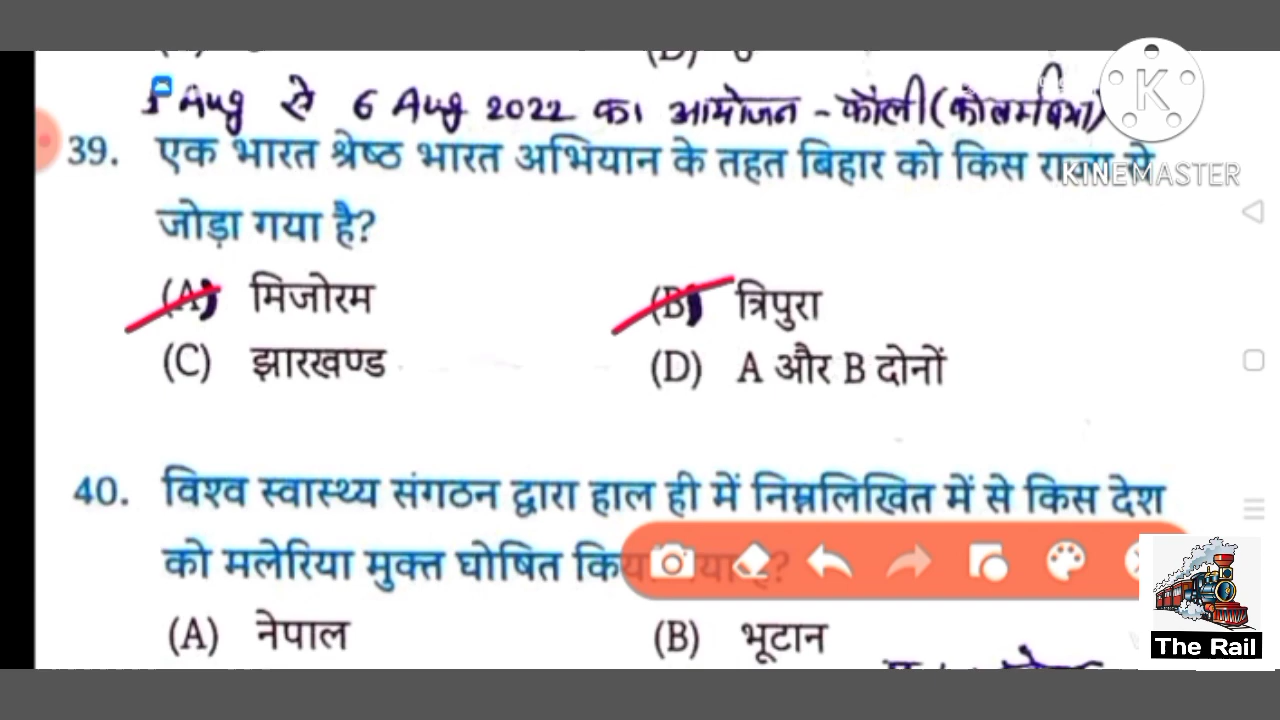 Aug से 6 Aug 2022 का आयोजन - कौली (कोलम्बिया)
KINEMASTER
39. एक भारत श्रेष्ठ भारत अभियान के तहत बिहार को किस से
जोड़ा गया है?
(A) मिजोरम (B) त्रिपुरा
(C) झारखण्ड (D) A और B दोनों
40. विश्व स्वास्थ्य संगठन द्वारा हाल ही में निम्नलिखित में से किस देश
को मलेरिया मुक्त घोषित किया गया है?
(A) नेपाल (B) भूटान
The Rail